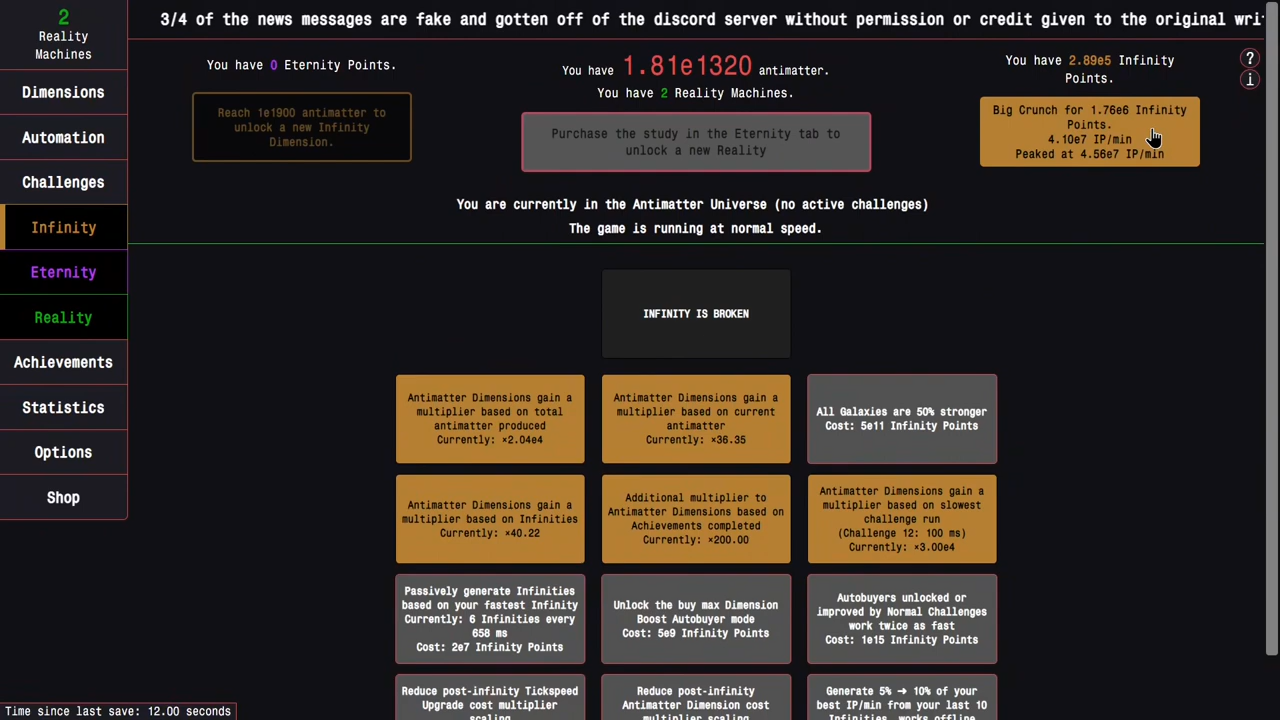 2
Reality
Machines
3/4 of the news messages are fake and gotten off of the discord server without permission or credit given to the original
You have 0 Eternity Points.
Reach 1e1900 antimatter to
unlock a new Infinity
Dimension.
You have 1.81e1320 antimatter.
You have 2 Reality Machines.
Purchase the study in the Eternity tab to
unlock a new Reality
You have 2.89e5 Infinity
Points.
Big Crunch for 1.76e6 Infinity
Points.
4.10e7 IP/min
Peaked at 4.56e7 IP/min
?
i
You are currently in the Antimatter Universe (no active challenges)
The game is running at normal speed.
Dimensions
Automation
Challenges
Infinity
Eternity
Reality
Achievements
Statistics
Options
Shop
INFINITY IS BROKEN
Antimatter Dimensions gain a
multiplier based on total
antimatter produced
Currently: ×2.04e4
Antimatter Dimensions gain a
multiplier based on current
antimatter
Currently: ×36.35
All Galaxies are 50% stronger
Cost: 5e11 Infinity Points
Antimatter Dimensions gain a
multiplier based on Infinities
Currently: ×40.22
Additional multiplier to
Antimatter Dimensions based on
Achievements completed
Currently: ×200.00
Antimatter Dimensions gain a
multiplier based on slowest
challenge run
(Challenge 12: 100 ms)
Currently: ×3.00e4
Passively generate Infinities
based on your fastest Infinity
Currently: 6 Infinities every
658 ms
Cost: 2e7 Infinity Points
Unlock the buy max Dimension
Boost Autobuyer mode
Cost: 5e9 Infinity Points
Autobuyers unlocked or
improved by Normal Challenges
work twice as fast
Cost: 1e15 Infinity Points
Reduce post-infinity Tickspeed
Upgrade cost multiplier
scaling
Reduce post-infinity
Antimatter Dimension cost
multiplier scaling
Generate 5% → 10% of your
best IP/min from your last 10
Infinities, works offline
Time since last save: 12.00 seconds